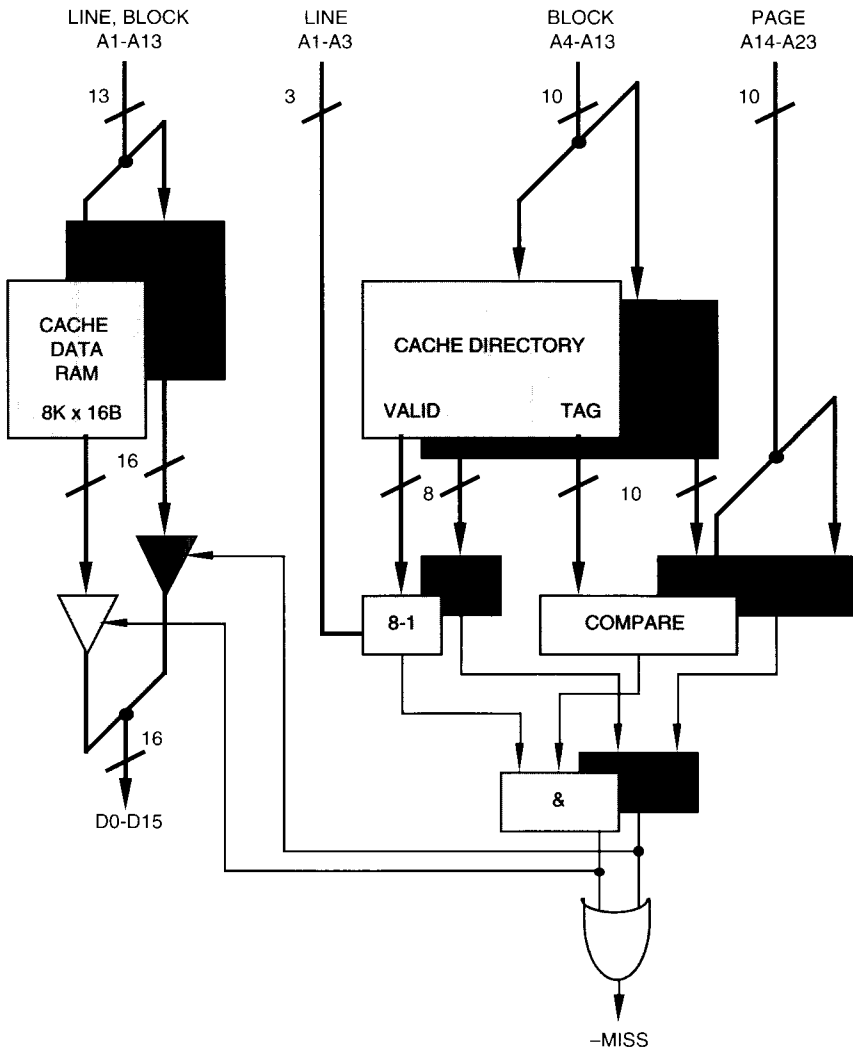 LINE, BLOCK
A1-A13
LINE
A1-A3
BLOCK
A4-A13
PAGE
A14-A23
13
3
10
10
CACHE
DATA
RAM
8K x 16B
CACHE DIRECTORY
VALID
TAG
16
8
10
8-1
COMPARE
16
D0-D15
&
–MISS